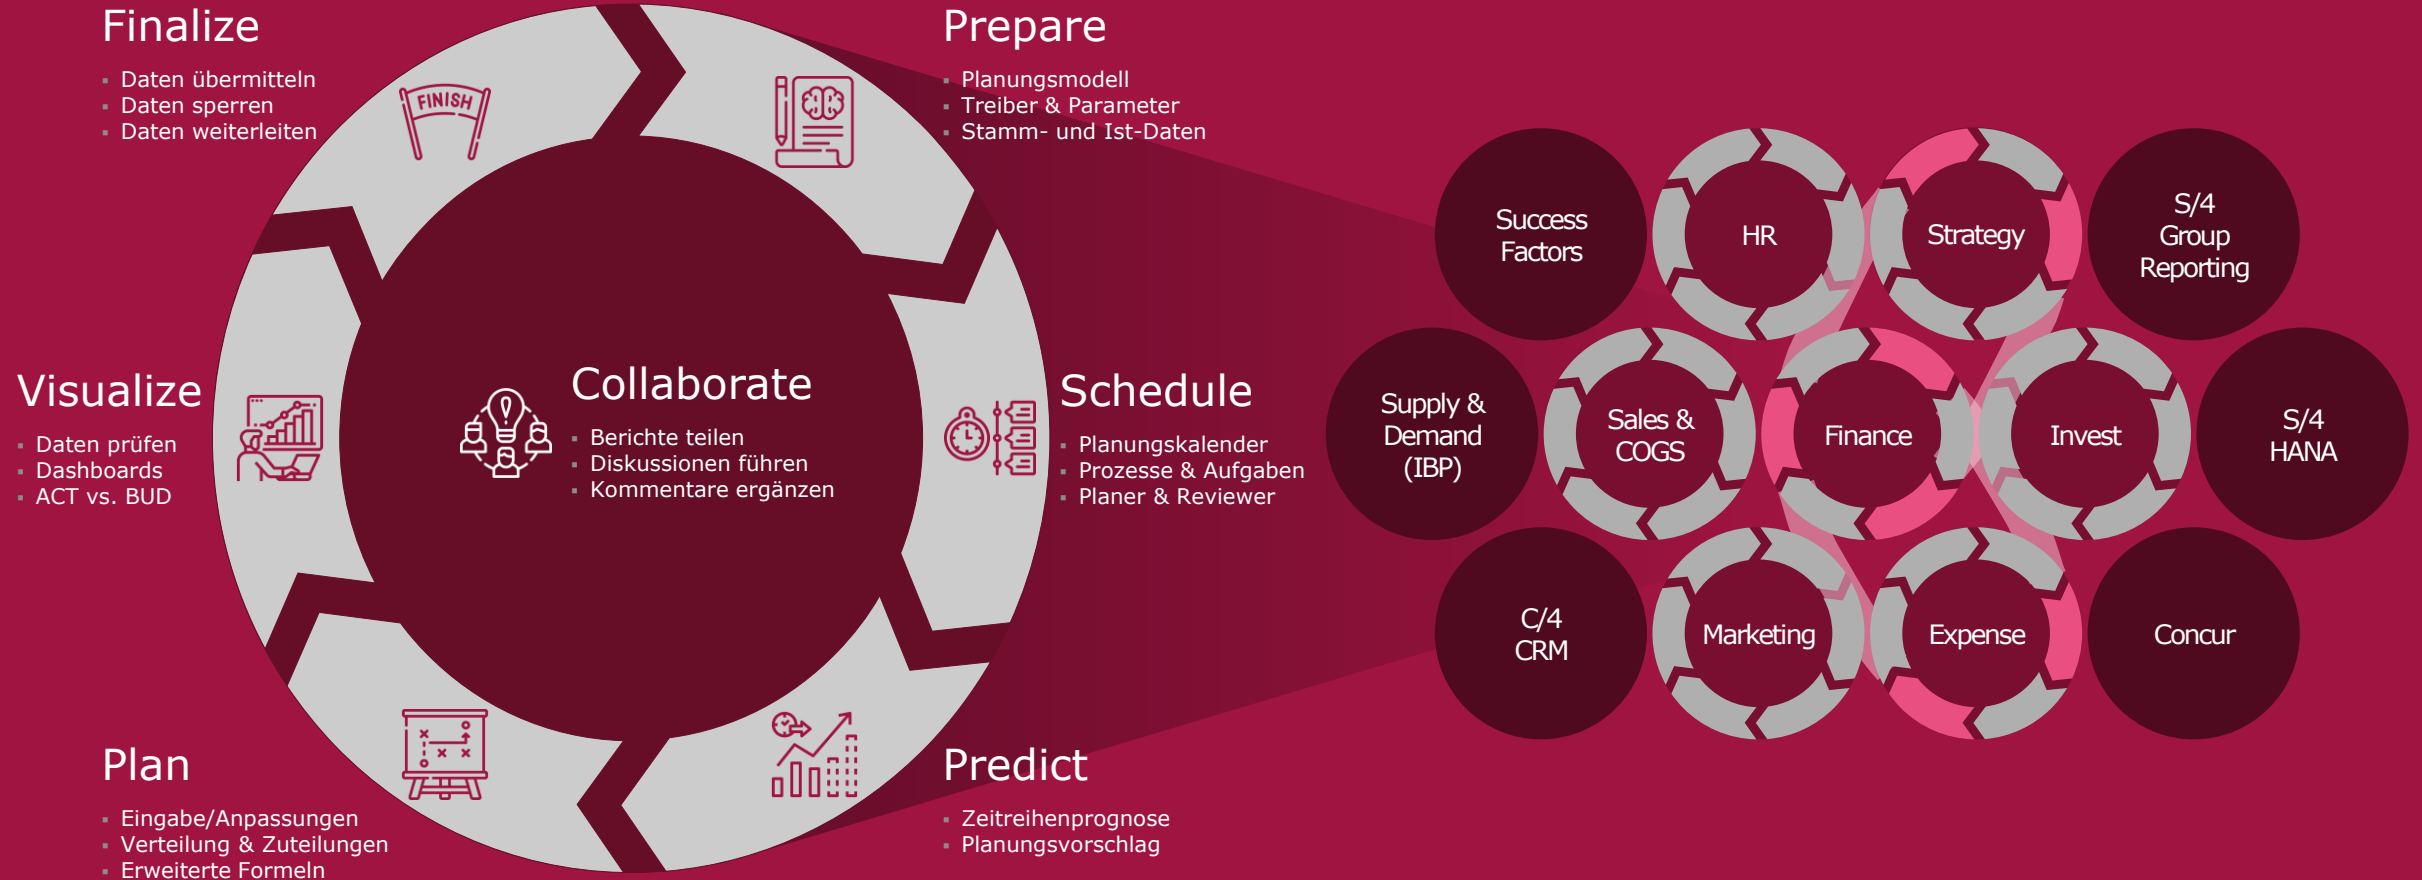 Finalize
▪ Daten übermitteln
▪ Daten sperren
▪ Daten weiterleiten
FINISH
Prepare
▪ Planungsmodell
▪ Treiber & Parameter
▪ Stamm- und Ist-Daten
Visualize
▪ Daten prüfen
▪ Dashboards
▪ ACT vs. BUD
Collaborate
▪ Berichte teilen
▪ Diskussionen führen
▪ Kommentare ergänzen
Schedule
▪ Planungskalender
▪ Prozesse & Aufgaben
▪ Planer & Reviewer
Plan
▪ Eingabe/Anpassungen
▪ Verteilung & Zuteilungen
▪ Erweiterte Formeln
Predict
▪ Zeitreihenprognose
▪ Planungsvorschlag
Success
Factors
HR
Strategy
S/4
Group
Reporting
Supply &
Demand
(IBP)
Sales &
COGS
Finance
Invest
S/4
HANA
C/4
CRM
Marketing
Expense
Concur